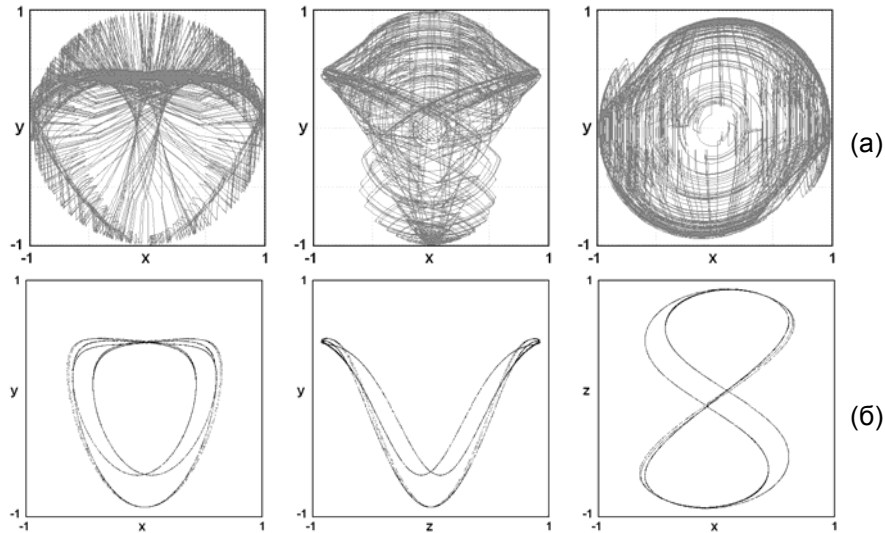 1 1 1
y y y (а)
-1 -1 -1
-1 x 1 -1 x 1 -1 x 1
1 1 1
y y z (б)
-1 -1 -1
-1 x 1 -1 z 1 -1 x 1